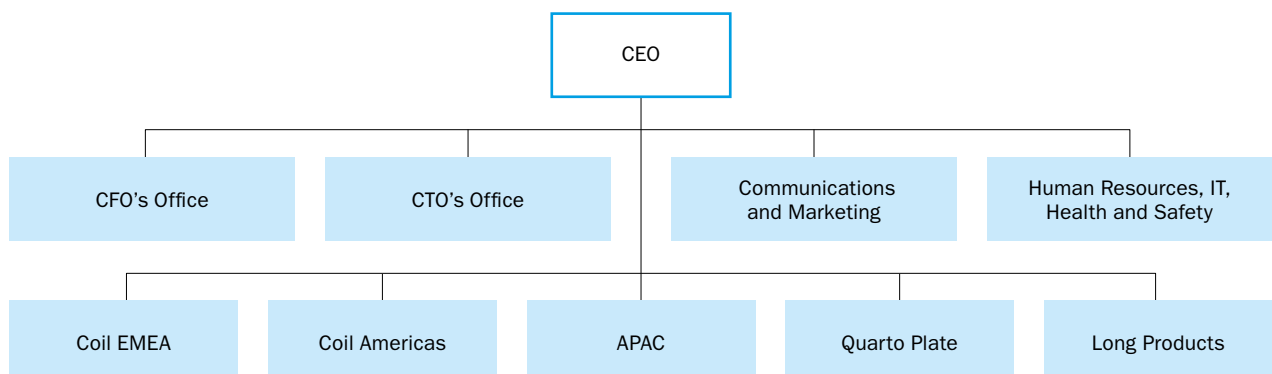 CEO
CFO’s Office
CTO’s Office
Communications
and Marketing
Human Resources, IT,
Health and Safety
Coil EMEA
Coil Americas
APAC
Quarto Plate
Long Products